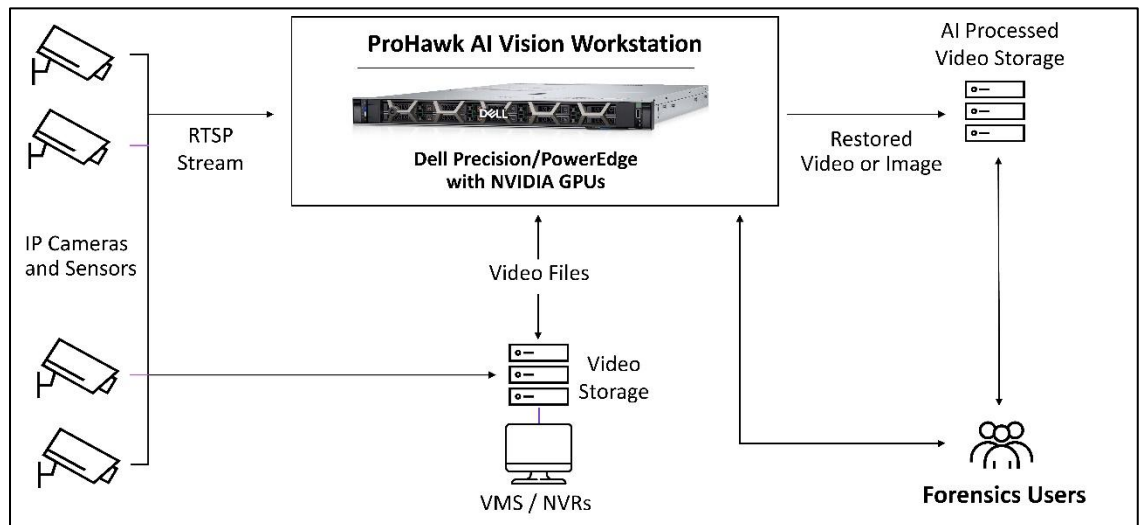 ProHawk AI Vision Workstation
DELL
Dell Precision/PowerEdge
with NVIDIA GPUs
RTSP
Stream
IP Cameras
and Sensors
Restored
Video or Image
AI Processed
Video Storage
Video Files
Video
Storage
VMS / NVRs
Forensics Users